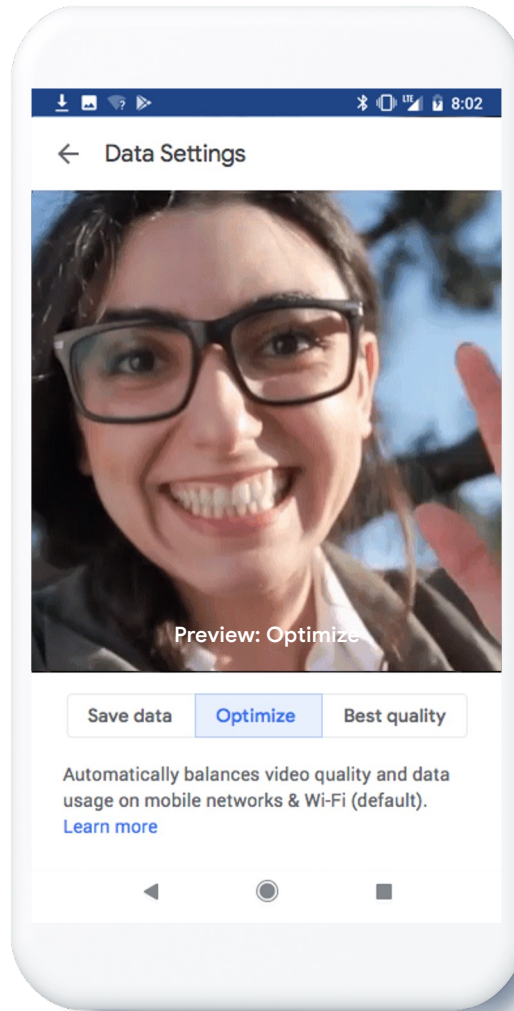 LTE 8:02
Data Settings
Preview: Optimize
Save data Optimize Best quality
Automatically balances video quality and data
usage on mobile networks & Wi-Fi (default).
Learn more